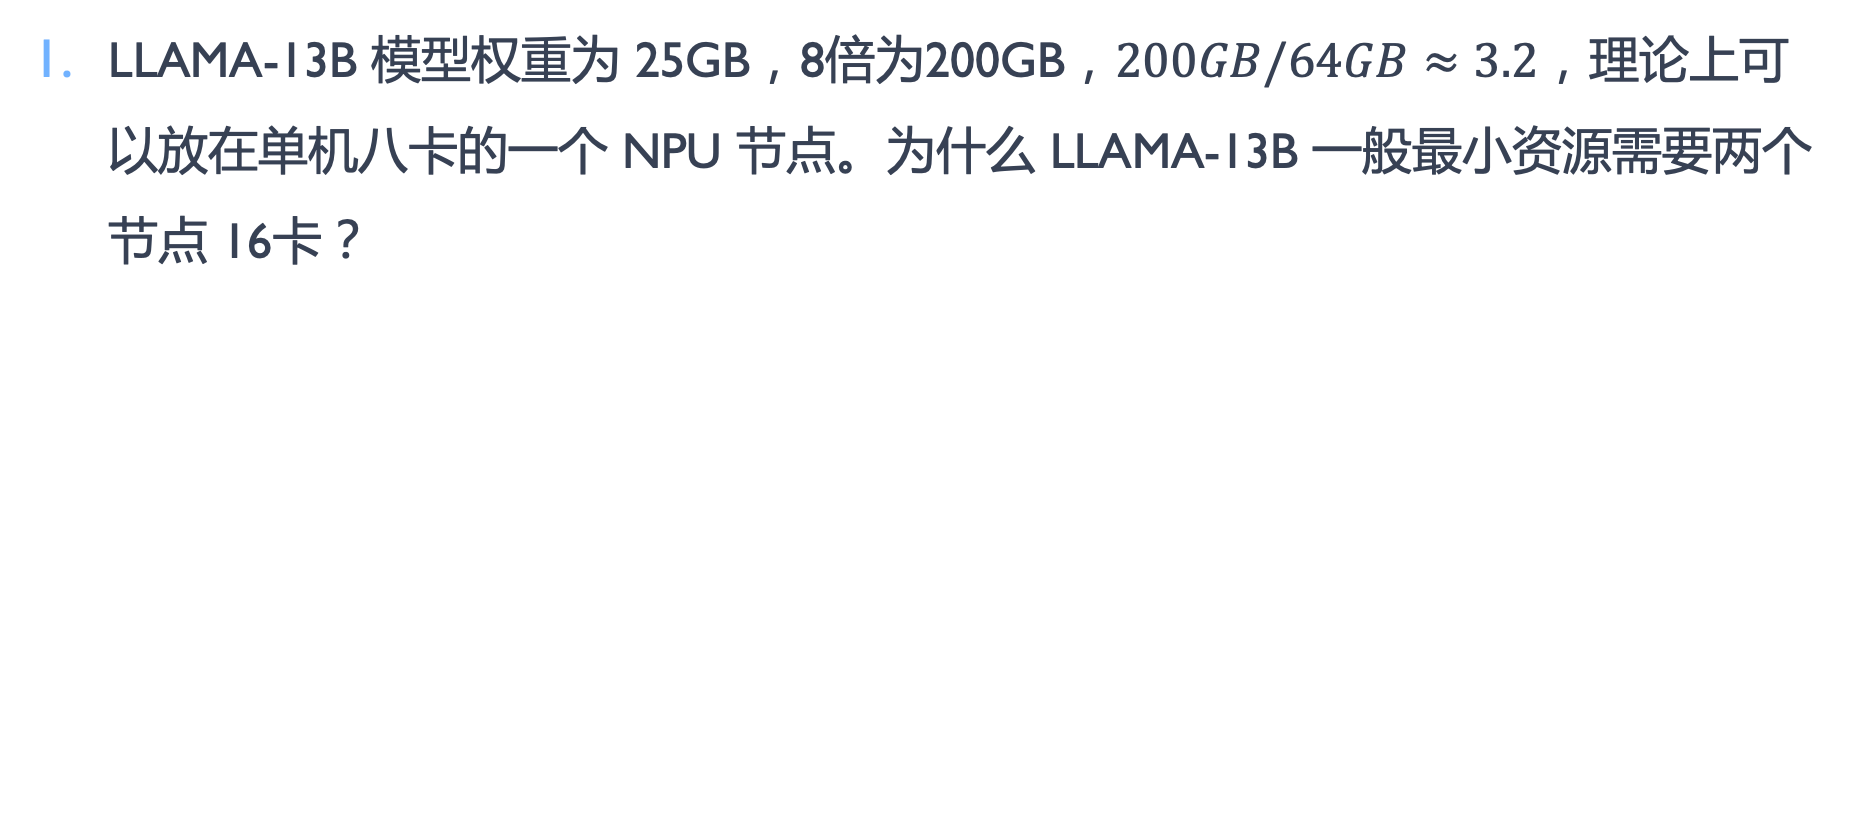 1. LLAMA-13B 模型权重为 25GB，8倍为200GB，200GB/64GB ≈ 3.2，理论上可
以放在单机八卡的一个 NPU 节点。为什么 LLAMA-13B 一般最小资源需要两个
节点 16卡？